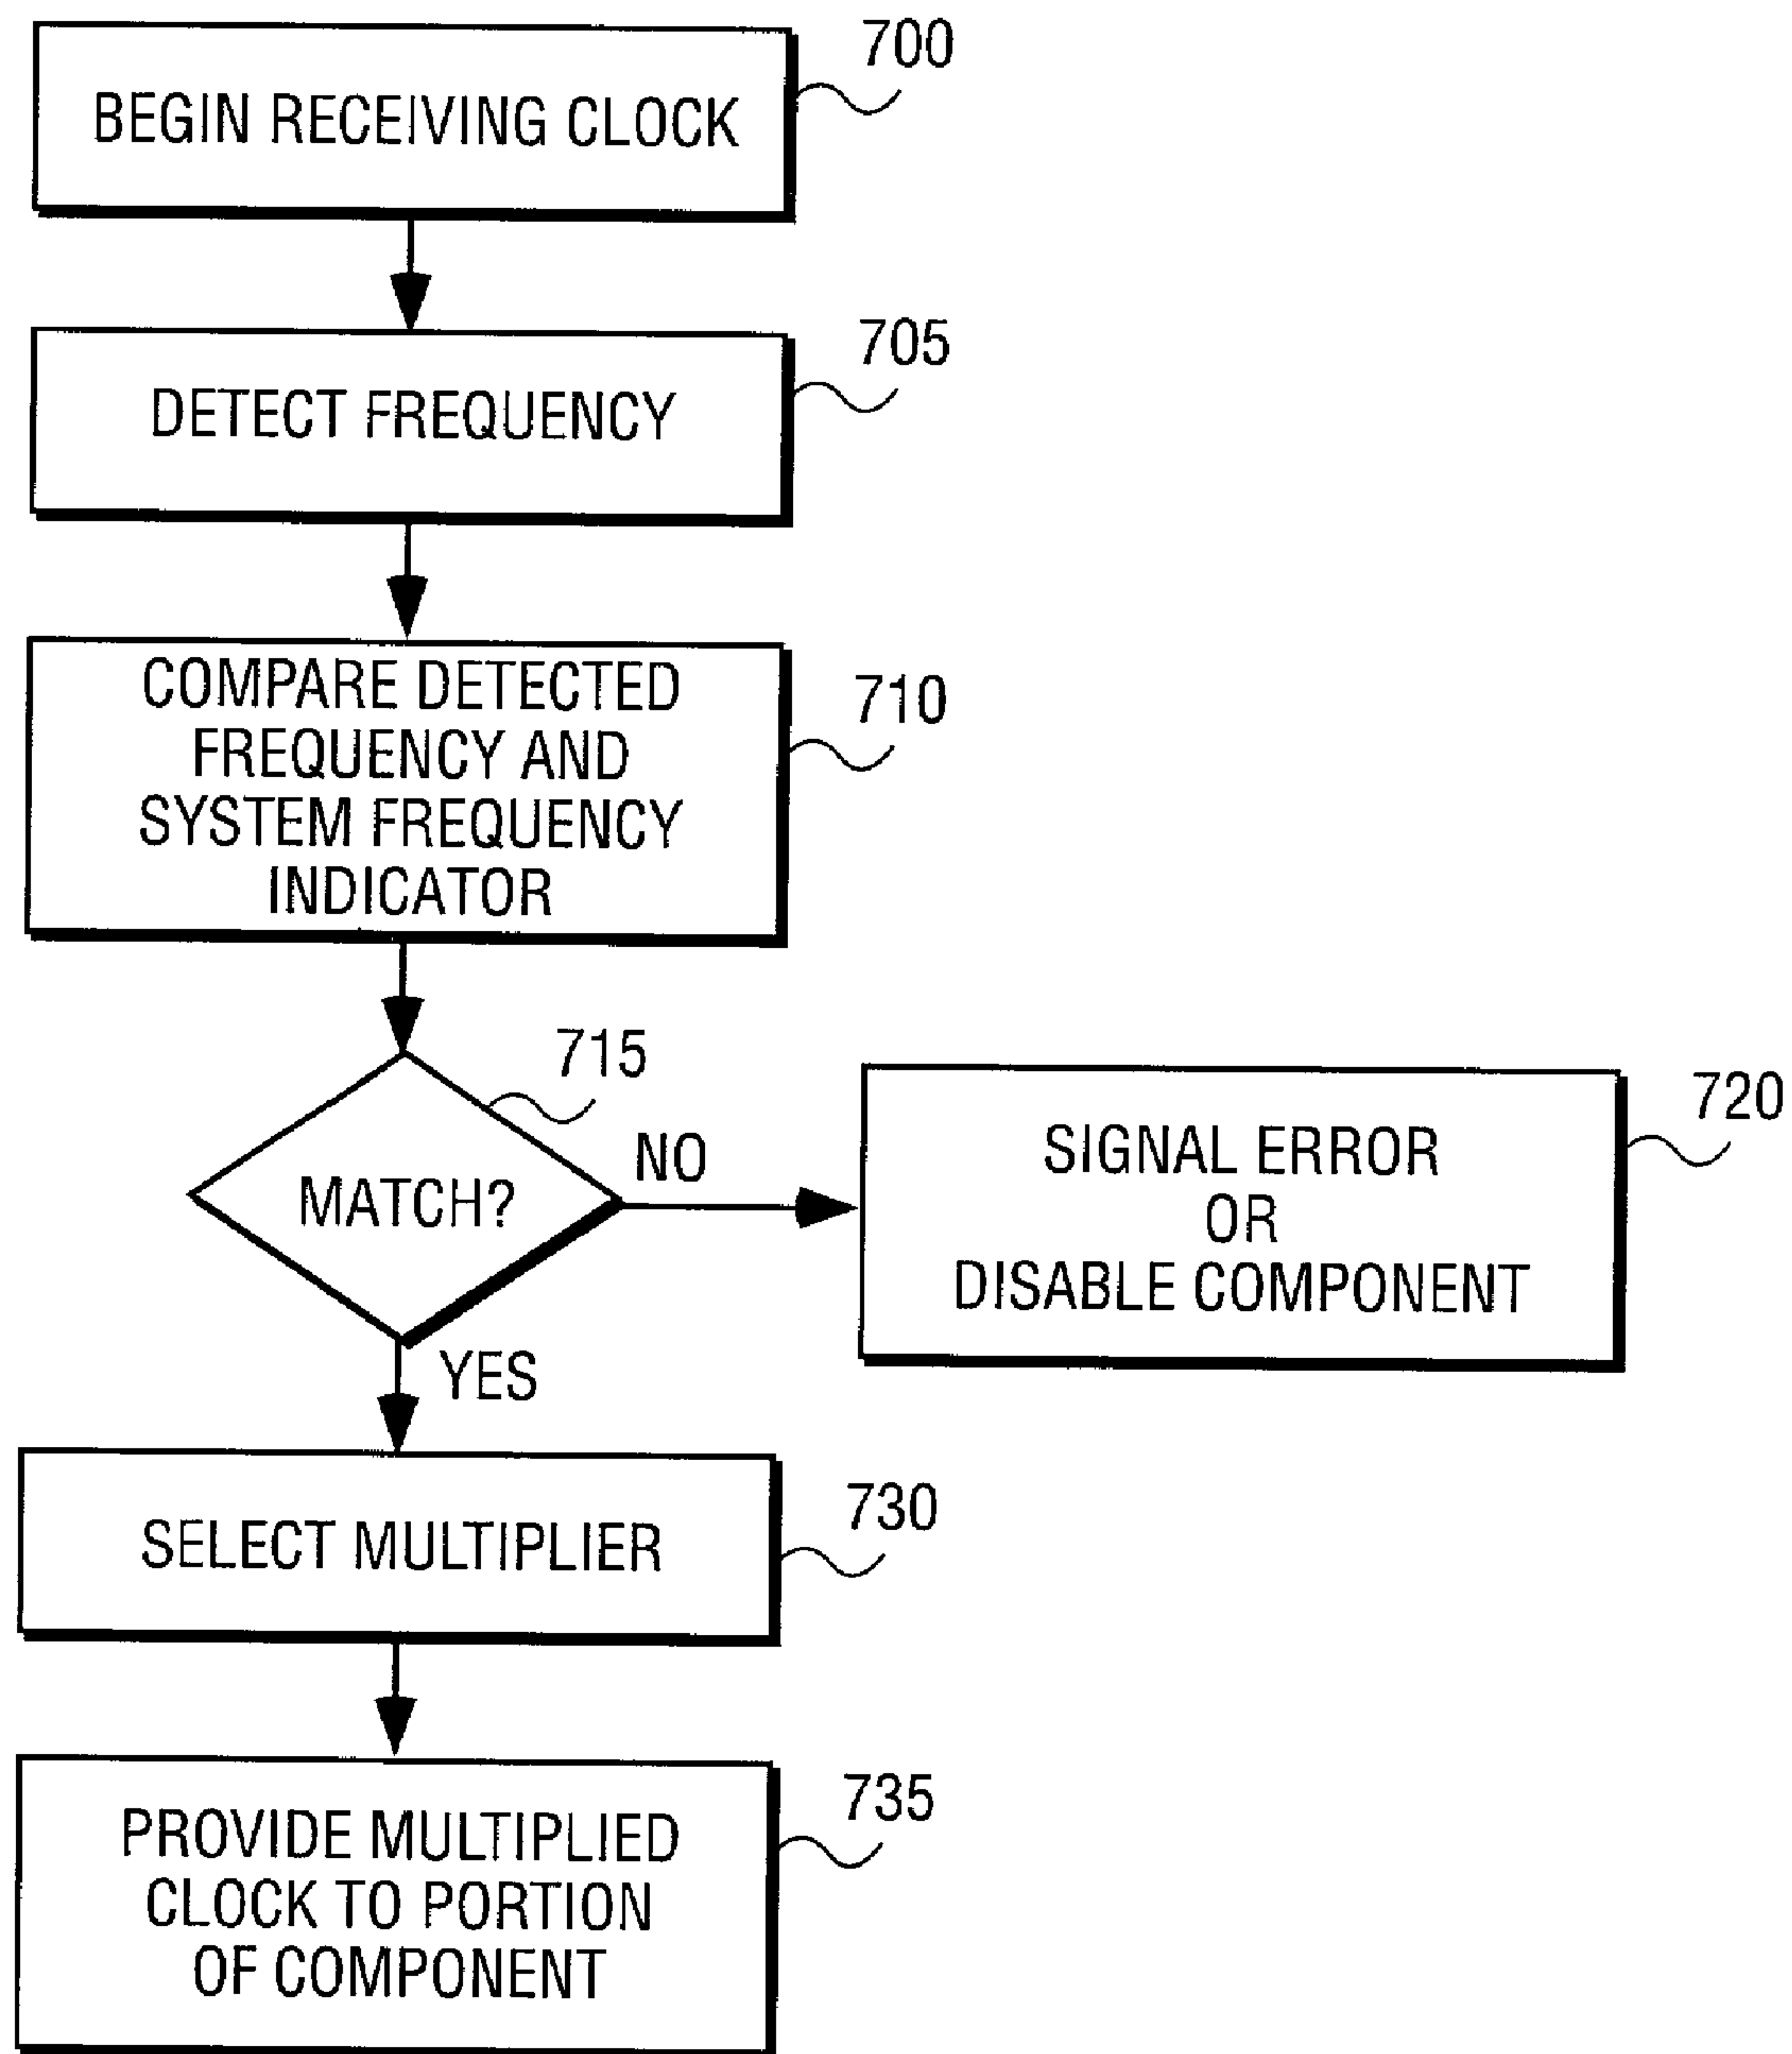 700
BEGIN RECEIVING CLOCK
705
DETECT FREQUENCY
COMPARE DETECTED
FREQUENCY AND
SYSTEM FREQUENCY
INDICATOR
710
715
MATCH?
NO
YES
720
SIGNAL ERROR
OR
DISABLE COMPONENT
730
SELECT MULTIPLIER
735
PROVIDE MULTIPLIED
CLOCK TO PORTION
OF COMPONENT